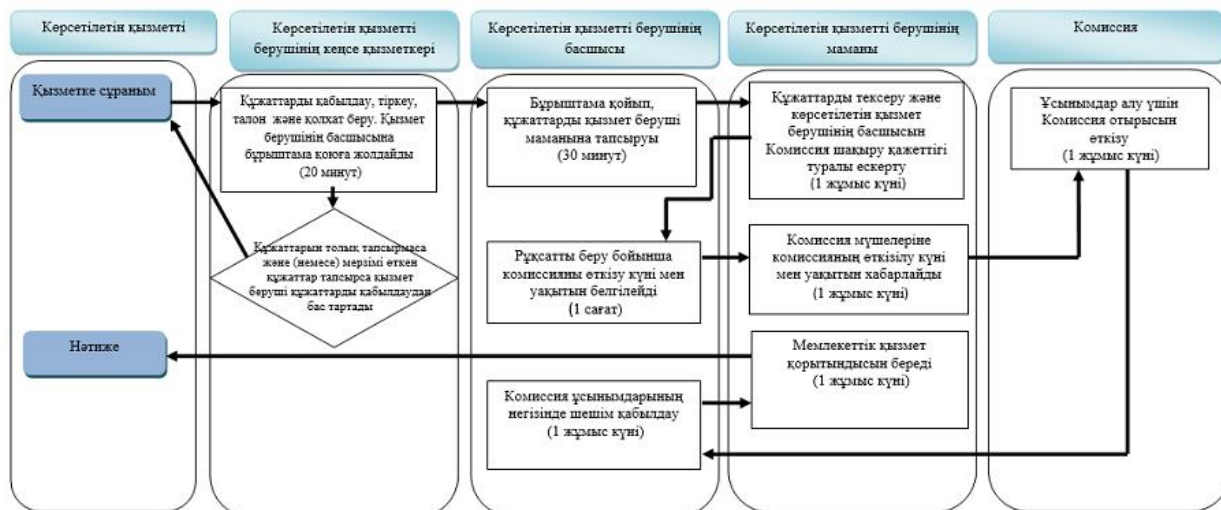 Көрсетілетін қызметті
Көрсетілетін қызметті
берушінің кеңсе қызметкері
Көрсетілетін қызметті берушінің
басшысы
Көрсетілетін қызметті берушінің
маманы
Комиссия
Қызметке сұраным
Құжаттарды қабылдау, тіркеу,
талон және қолхат беру. Қызмет
берушінің басшысына
бұрыштама қоюға жолдайды
(20 минут)
Бұрыштама қойып,
құжаттарды қызмет беруші
маманына тапсыруы
(30 минут)
Құжаттарды тексеру және
көрсетілетін қызмет
берушінің басшысын
Комиссия шақыру қажеттігі
туралы ескерту
(1 жұмыс күні)
Ұсынымдар алу үшін
Комиссия отырысын
өткізу
(1 жұмыс күні)
Құжаттарын толық тапсырмаса
және (немесе) мерзімі өткен
құжаттар тапсырса қызмет
беруші құжаттарды қабылдаудан
бас тартады
Рұқсатты беру бойынша
комиссияны өткізу күні мен
уақытын белгілейді
(1 сағат)
Комиссия мүшелеріне
комиссияның өткізілу күні
мен уақытын хабарлайды
(1 жұмыс күні)
Нәтиже
Мемлекеттік қызмет
қорытындысын береді
(1 жұмыс күні)
Комиссия ұсынымдарының
негізінде шешім қабылдау
(1 жұмыс күні)